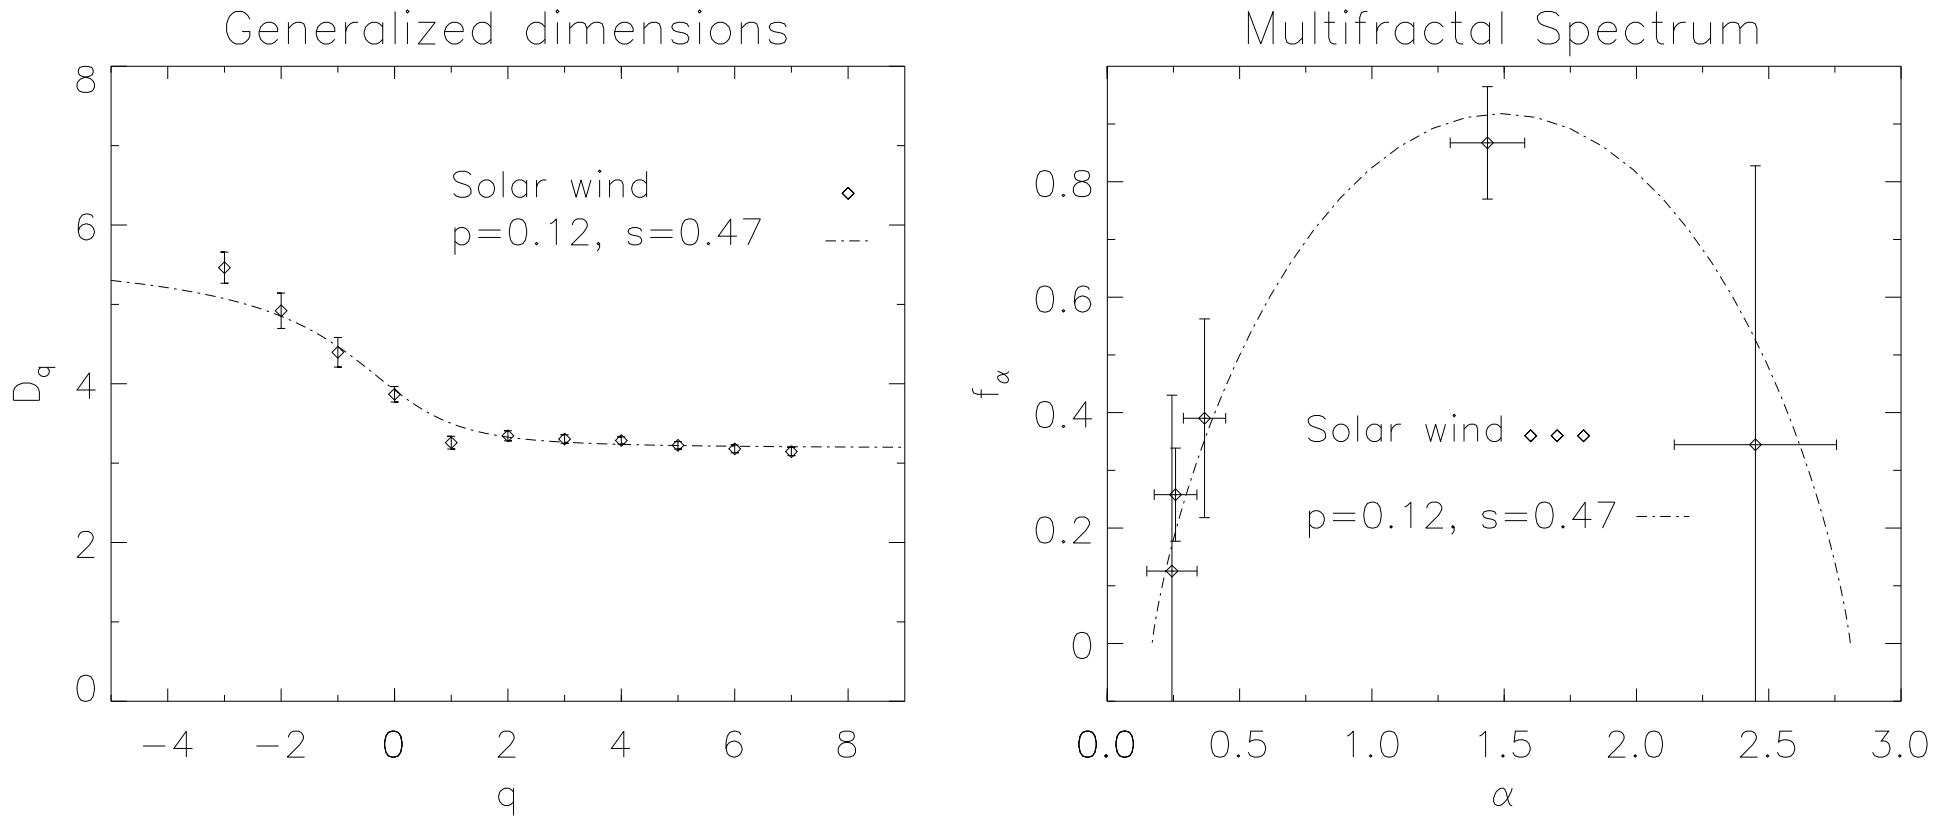 Generalized dimensions
8
6
4
2
0
D_q
Solar wind
p=0.12, s=0.47
−4 −2 0 2 4 6 8
q
Multifractal Spectrum
0.8
0.6
0.4
0.2
0
f_α
Solar wind
p=0.12, s=0.47
0.0 0.5 1.0 1.5 2.0 2.5 3.0
α